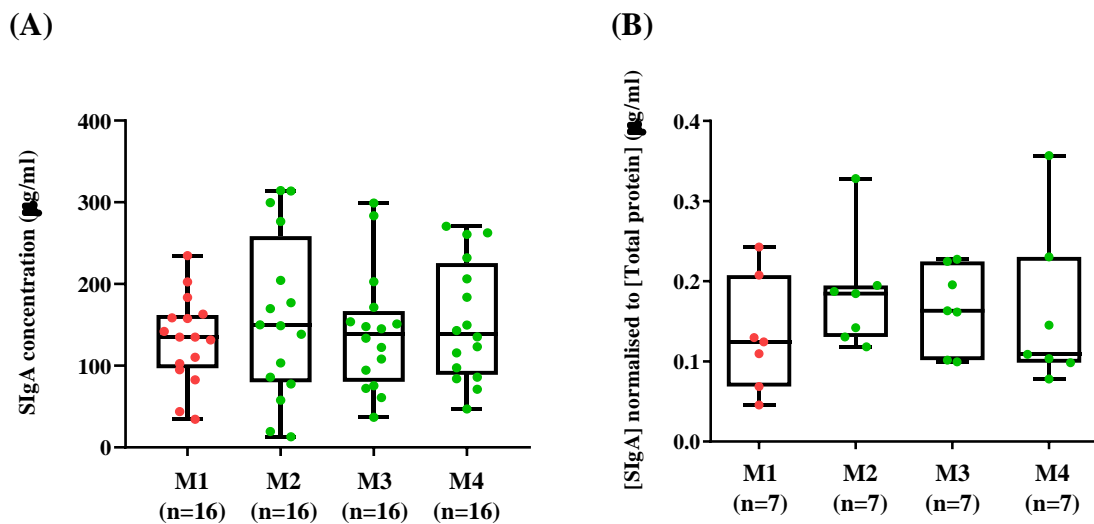 (A)
SIgA concentration (µg/ml)
400
300
200
100
0
M1 M2 M3 M4
(n=16) (n=16) (n=16) (n=16)
(B)
[SIgA] normalised to [Total protein] (µg/ml)
0.4
0.3
0.2
0.1
0.0
M1 M2 M3 M4
(n=7) (n=7) (n=7) (n=7)